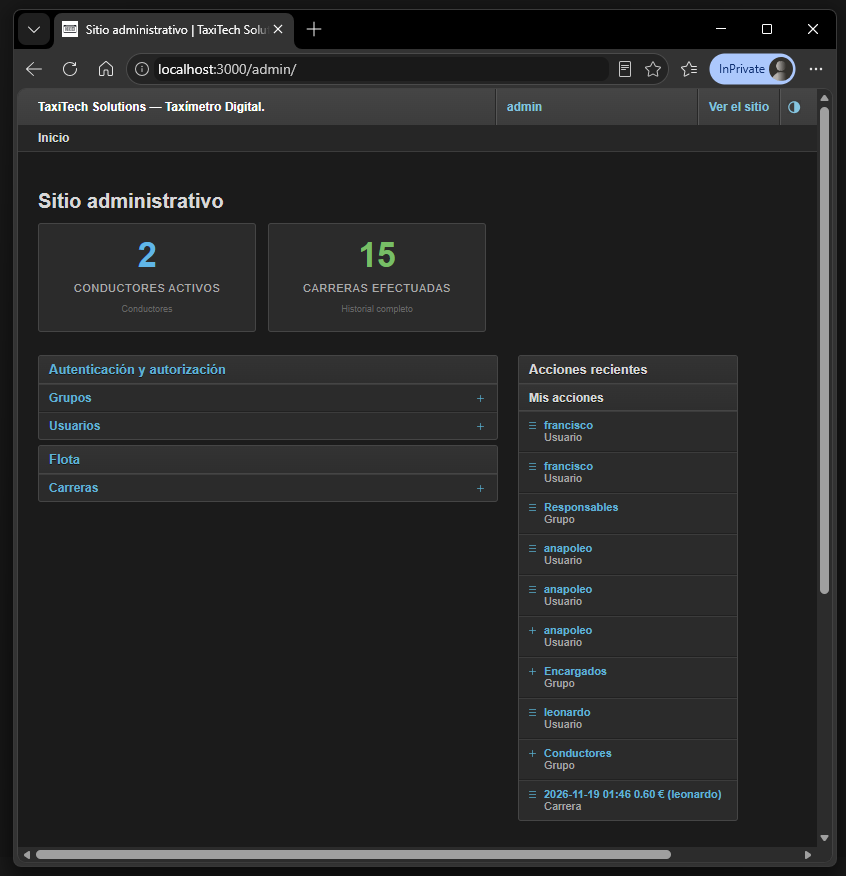 Sitio administrativo | TaxiTech Solu
localhost:3000/admin/
InPrivate
TaxiTech Solutions — Taxímetro Digital.
admin
Ver el sitio
Inicio
Sitio administrativo
2
CONDUCTORES ACTIVOS
Conductores
15
CARRERAS EFECTUADAS
Historial completo
Autenticación y autorización
Grupos
Usuarios
Flota
Carreras
Acciones recientes
Mis acciones
francisco
Usuario
francisco
Usuario
Responsables
Grupo
anapoleo
Usuario
anapoleo
Usuario
anapoleo
Usuario
Encargados
Grupo
leonardo
Usuario
Conductores
Grupo
2026-11-19 01:46 0.60 € (leonardo)
Carrera